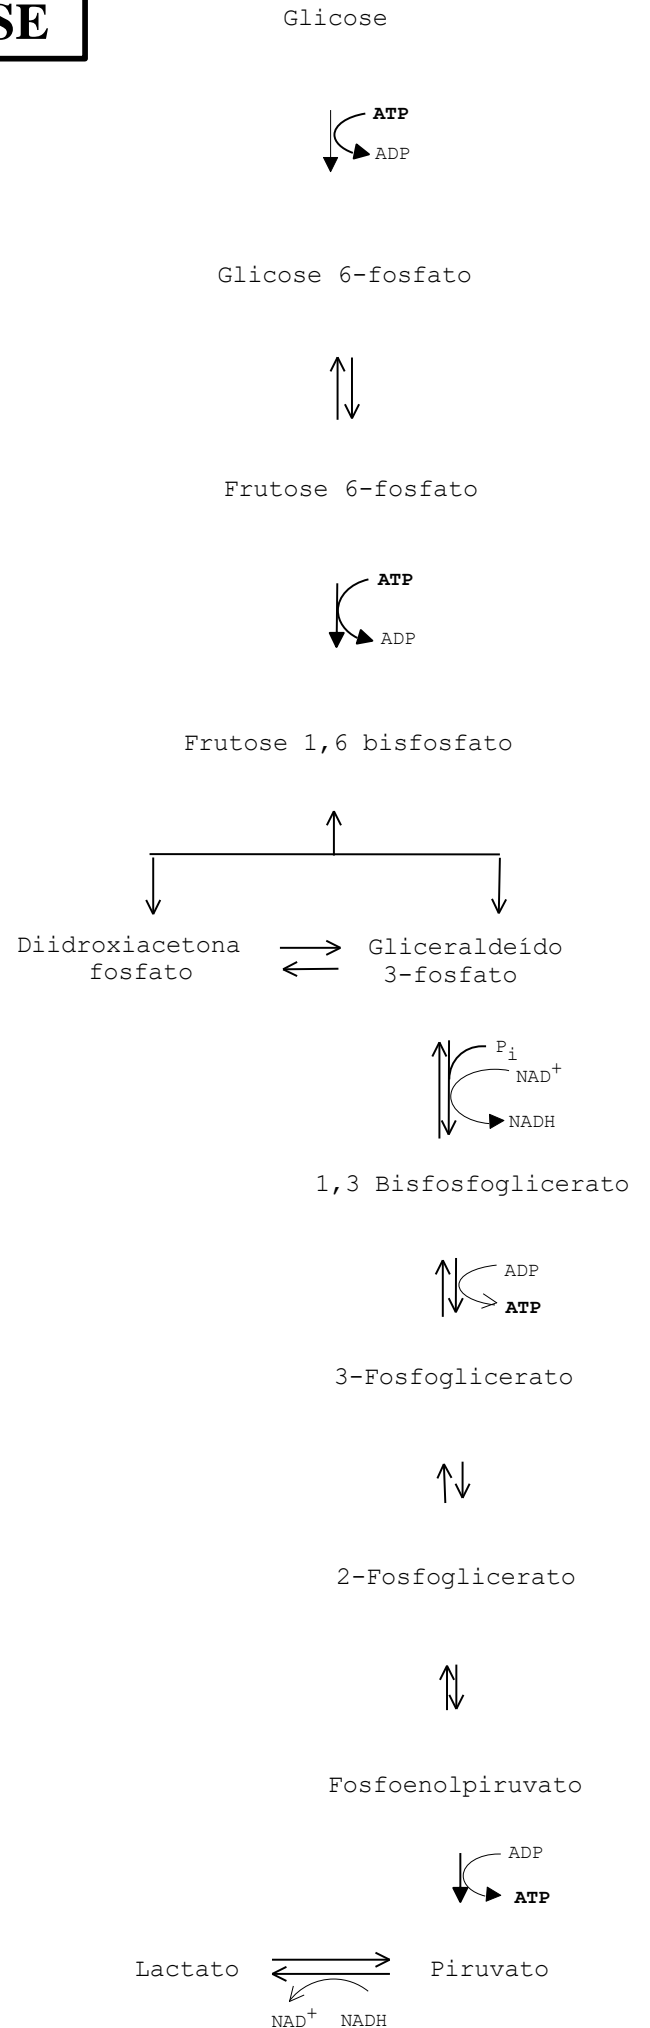 SE
Glicose
ATP
ADP
Glicose 6-fosfato
Frutose 6-fosfato
ATP
ADP
Frutose 1,6 bisfosfato
Diidroxiacetona
fosfato
Gliceraldeído
3-fosfato
Pi
NAD+
NADH
1,3 Bisfosfoglicerato
ADP
ATP
3-Fosfoglicerato
2-Fosfoglicerato
Fosfoenolpiruvato
ADP
ATP
Lactato
Piruvato
NAD+ NADH